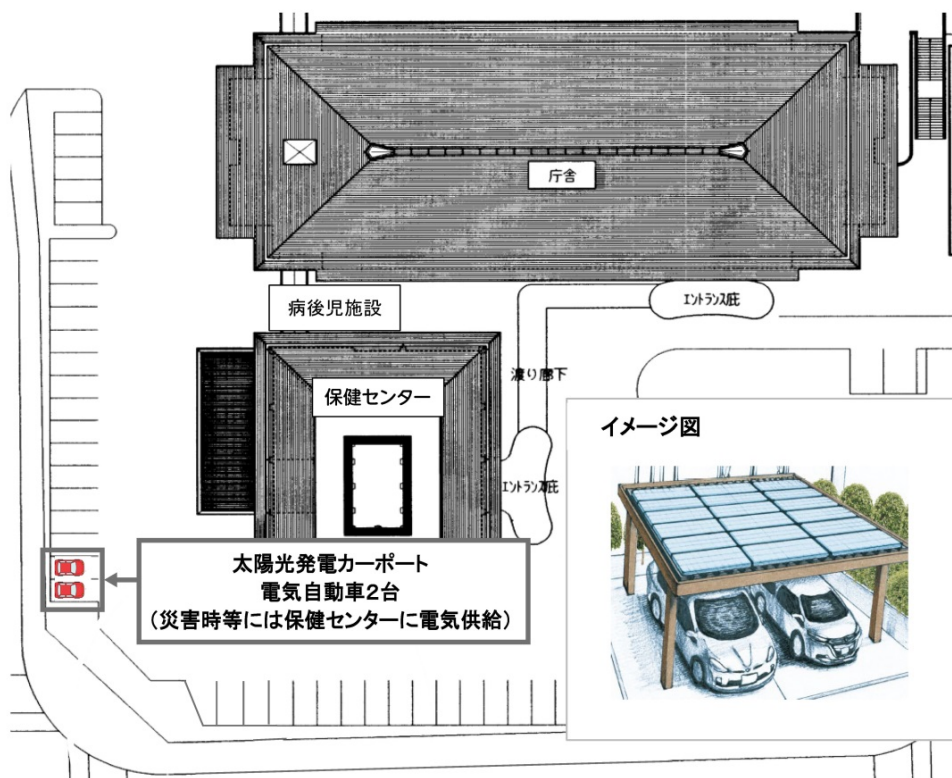 庁舎
エントランス庇
病後児施設
渡り廊下
保健センター
エントランス庇
イメージ図
太陽光発電カーポート
電気自動車2台
(災害時等には保健センターに電気供給)